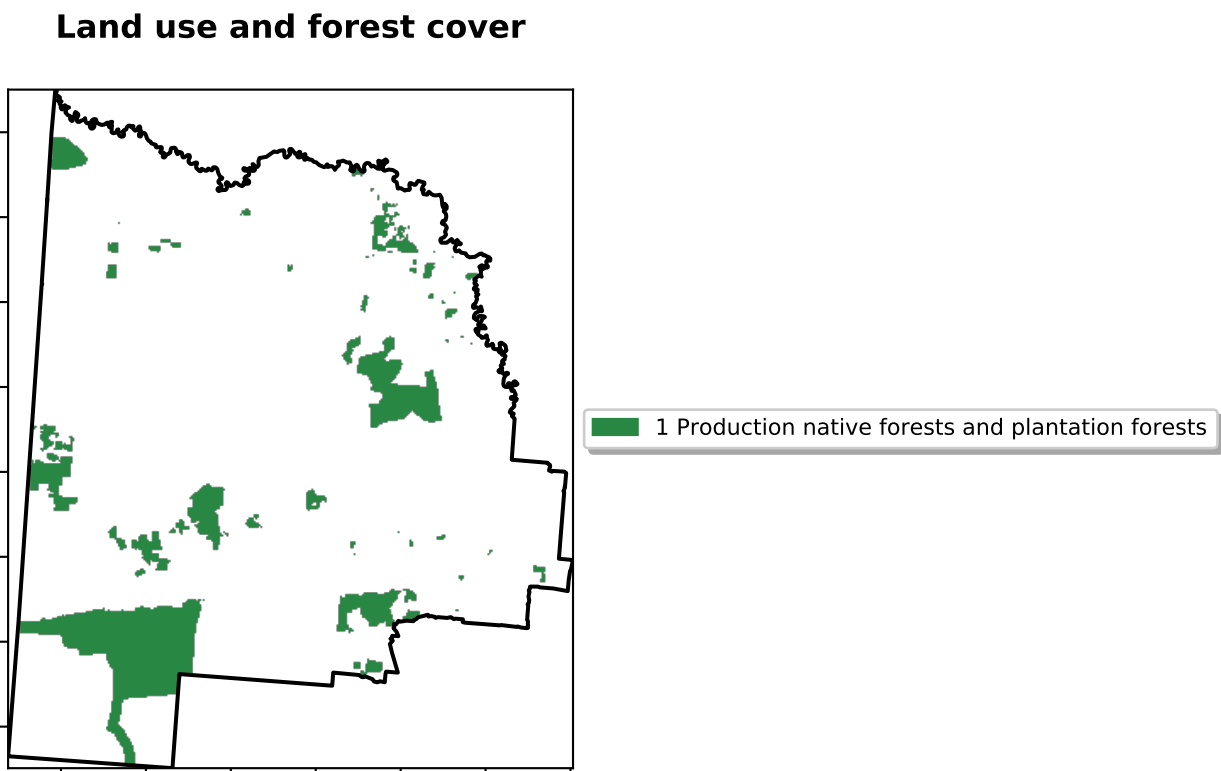 Land use and forest cover
1 Production native forests and plantation forests